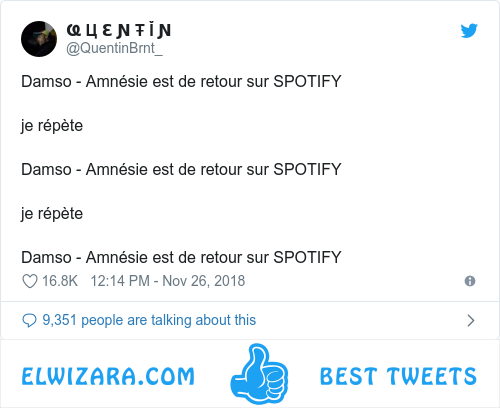 Ҩ Ц Ɛ Ɲ Ŧ Ĭ Ɲ
@QuentinBrnt_
Damso - Amnésie est de retour sur SPOTIFY
je répète
Damso - Amnésie est de retour sur SPOTIFY
je répète
Damso - Amnésie est de retour sur SPOTIFY
16.8K 12:14 PM - Nov 26, 2018
9,351 people are talking about this
ELWIZARA.COM BEST TWEETS